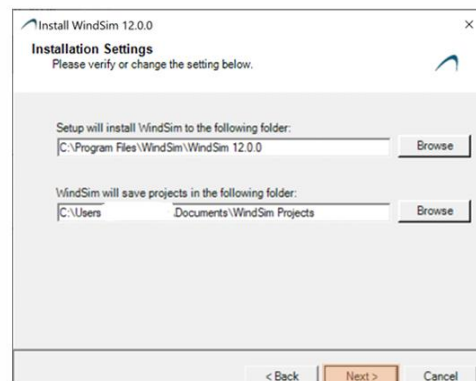 Install WindSim 12.0.0
Installation Settings
Please verify or change the setting below.
Setup will install WindSim to the following folder:
C:\Program Files\WindSim\WindSim 12.0.0
Browse
WindSim will save projects in the following folder:
C:\Users .Documents\WindSim Projects
Browse
< Back
Next >
Cancel